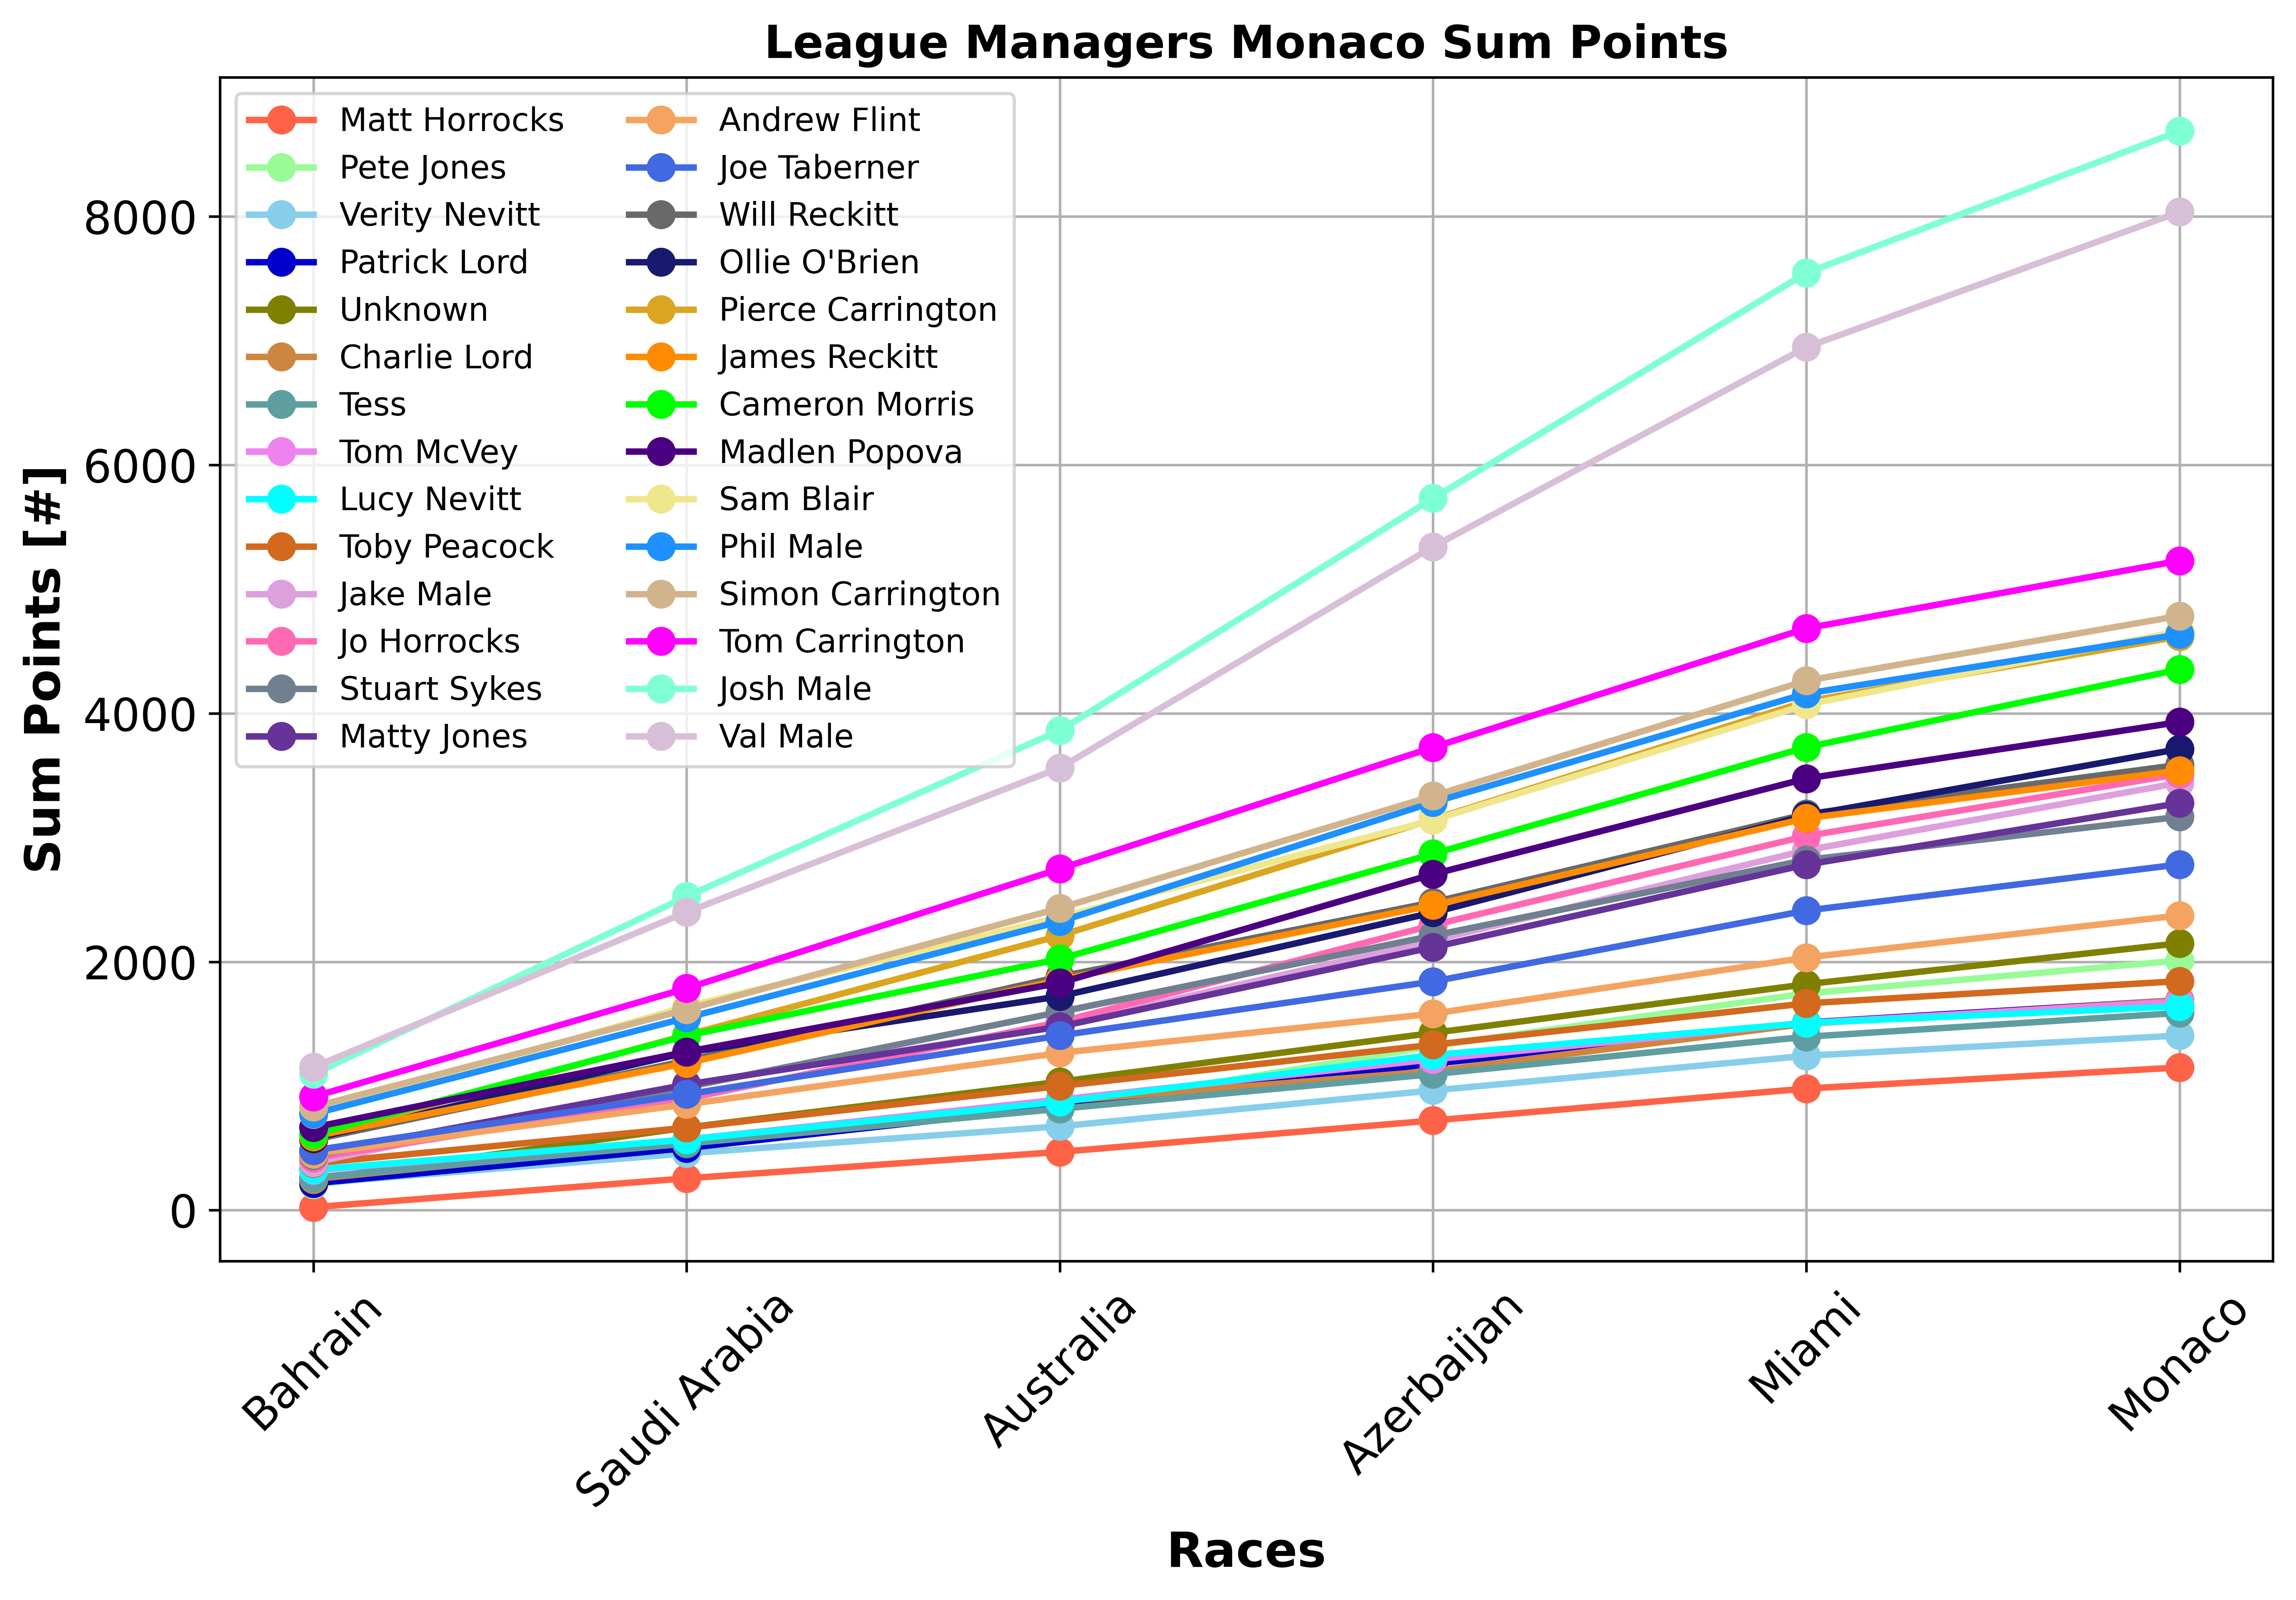 League Managers Monaco Sum Points
Sum Points [#]
8000
6000
4000
2000
0
Matt Horrocks
Pete Jones
Verity Nevitt
Patrick Lord
Unknown
Charlie Lord
Tess
Tom McVey
Lucy Nevitt
Toby Peacock
Jake Male
Jo Horrocks
Stuart Sykes
Matty Jones
Andrew Flint
Joe Taberner
Will Reckitt
Ollie O'Brien
Pierce Carrington
James Reckitt
Cameron Morris
Madlen Popova
Sam Blair
Phil Male
Simon Carrington
Tom Carrington
Josh Male
Val Male
Bahrain
Saudi Arabia
Australia
Azerbaijan
Miami
Monaco
Races